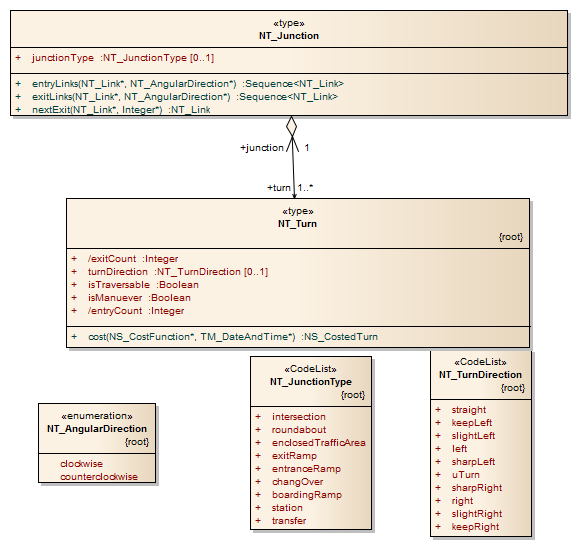 «type»
NT_Junction
+ junctionType :NT_JunctionType [0..1]
+ entryLinks(NT_Link*, NT_AngularDirection*) :Sequence<NT_Link>
+ exitLinks(NT_Link*, NT_AngularDirection*) :Sequence<NT_Link>
+ nextExit(NT_Link*, Integer*) :NT_Link
+junction 1
+turn 1..*
«type»
NT_Turn
{root}
+ /exitCount :Integer
+ turnDirection :NT_TurnDirection [0..1]
+ isTraversable :Boolean
+ isManuever :Boolean
+ /entryCount :Integer
+ cost(NS_CostFunction*, TM_DateAndTime*) :NS_CostedTurn
«enumeration»
NT_AngularDirection
{root}
clockwise
counterclockwise
«CodeList»
NT_JunctionType
{root}
+ intersection
+ roundabout
+ enclosedTrafficArea
+ exitRamp
+ entranceRamp
+ changOver
+ boardingRamp
+ station
+ transfer
«CodeList»
NT_TurnDirection
{root}
+ straight
+ keepLeft
+ slightLeft
+ left
+ sharpLeft
+ uTurn
+ sharpRight
+ right
+ slightRight
+ keepRight